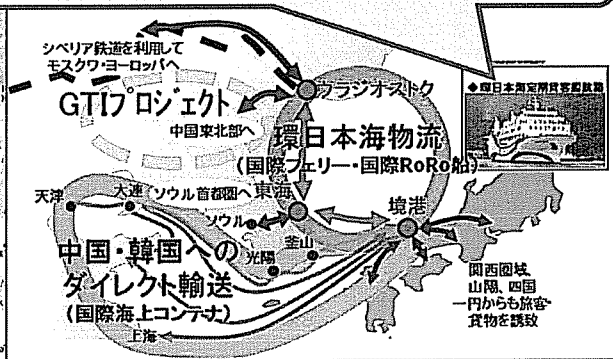 シベリア鉄道を利用して
モスクワ・ヨーロッパへ
GTIプロジェクト
中国東北部へ
ウラジオストク
◆環日本海定期貨客船航路
環日本海物流
(国際フェリー・国際RoRo船)
天津
大連
ソウル首都圏へ
東海
境港
ソウル
釜山
光陽
中国・韓国への
ダイレクト輸送
(国際海上コンテナ)
上海
関西圏域、
山陽、四国
一円からも旅客・
貨物を誘致